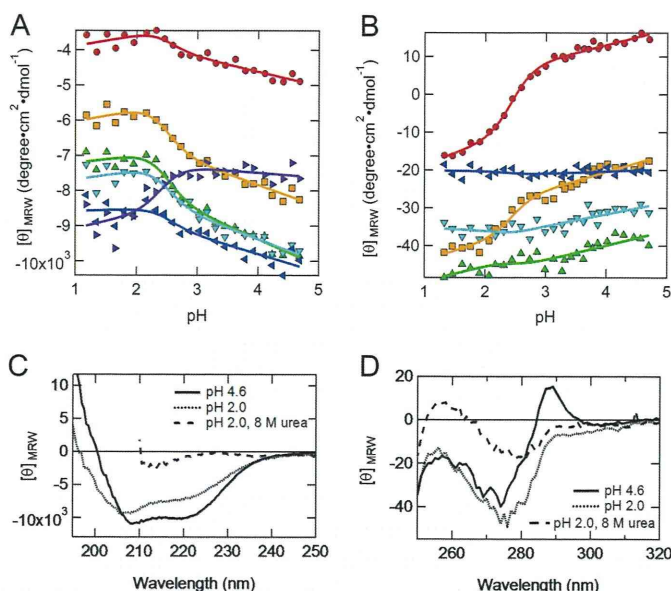 A
[θ] MRW (degree•cm²•dmol⁻¹)
-4
-5
-6
-7
-8
-9
-10x10³
1 2 3 4 5
pH
B
[θ] MRW (degree•cm²•dmol⁻¹)
20
10
0
-10
-20
-30
-40
1 2 3 4 5
pH
C
[θ] MRW
10
5
0
-5
-10x10³
pH 4.6
pH 2.0
pH 2.0, 8 M urea
200 210 220 230 240 250
Wavelength (nm)
D
[θ] MRW
20
0
-20
-40
pH 4.6
pH 2.0
pH 2.0, 8 M urea
260 280 300 320
Wavelength (nm)